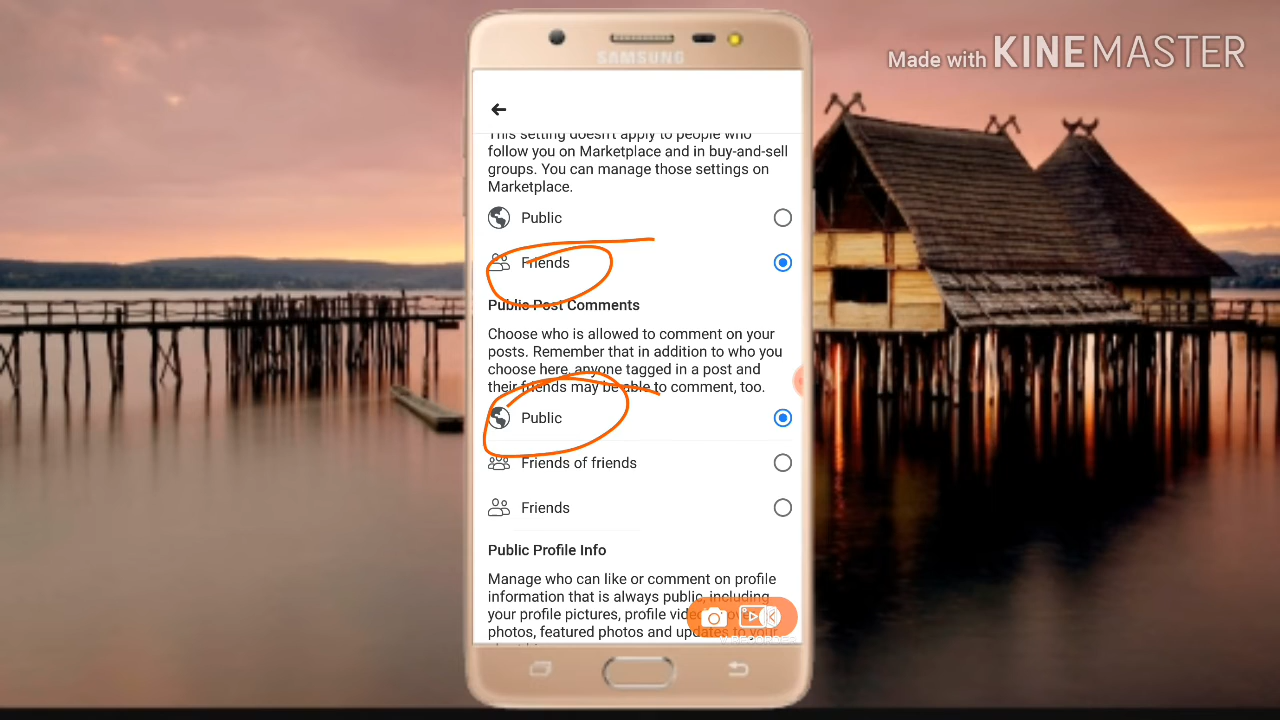 Made with KINEMASTER
SAMSUNG
This setting doesn't apply to people who
follow you on Marketplace and in buy-and-sell
groups. You can manage those settings on
Marketplace.
Public
Friends
Public Post Comments
Choose who is allowed to comment on your
posts. Remember that in addition to who you
choose here, anyone tagged in a post and
their friends may be able to comment, too.
Public
Friends of friends
Friends
Public Profile Info
Manage who can like or comment on profile
information that is always public, including
your profile pictures, profile
photos, featured photos and updates to your